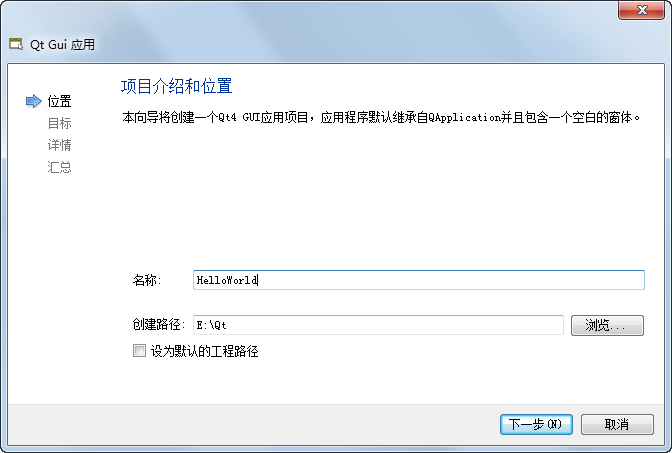 Qt Gui 应用
位置
目标
详情
汇总
项目介绍和位置
本向导将创建一个Qt4 GUI应用项目，应用程序默认继承自QApplication并且包含一个空白的窗体。
名称: HelloWorld
创建路径: E:\Qt 浏览...
设为默认的工程路径
下一步(N) 取消